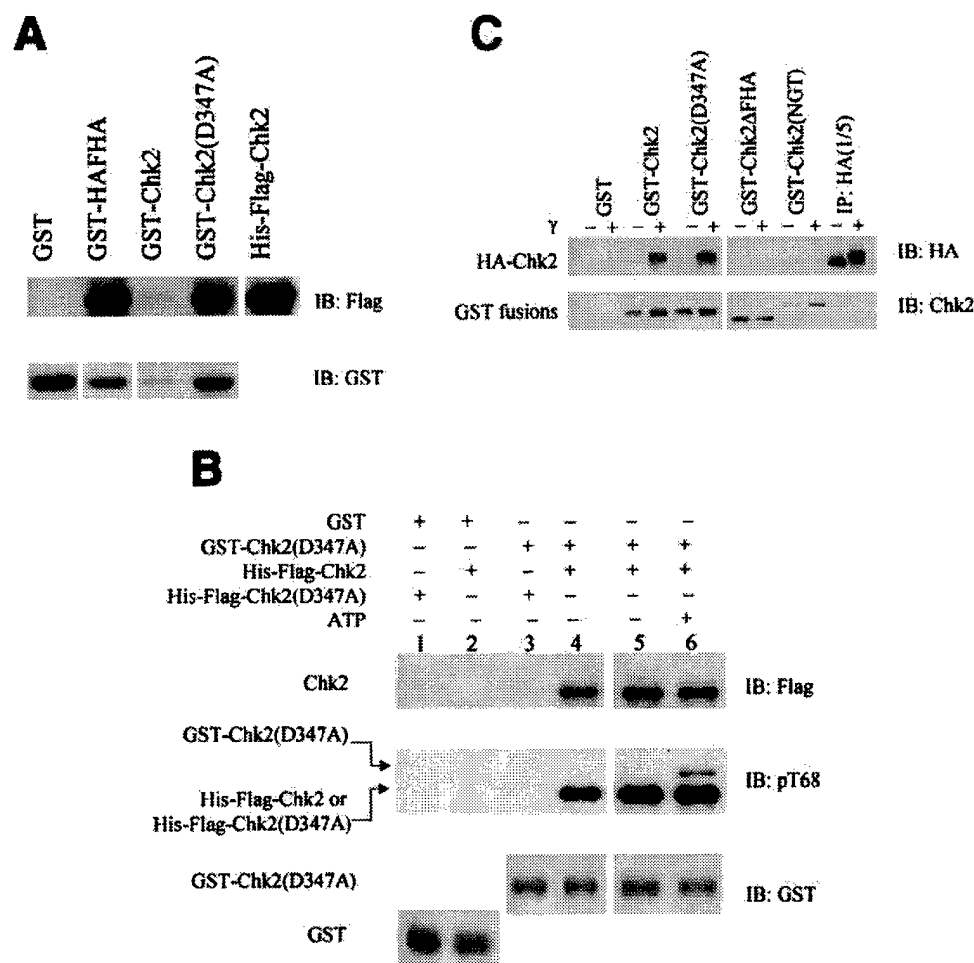 A
GST
GST-HAFHA
GST-Chk2
GST-Chk2(D347A)
His-Flag-Chk2
IB: Flag
IB: GST
C
GST
GST-Chk2
GST-Chk2(D347A)
GST-Chk2ΔFHA
GST-Chk2(NGT)
IP: HA(1/5)
γ − + − + − + − + − + − +
HA-Chk2 IB: HA
GST fusions IB: Chk2
B
GST + + − − − −
GST-Chk2(D347A) − − + + + +
His-Flag-Chk2 − + − + + +
His-Flag-Chk2(D347A) + − + − − −
ATP − − − − − +
1 2 3 4 5 6
Chk2 IB: Flag
GST-Chk2(D347A)
IB: pT68
His-Flag-Chk2 or
His-Flag-Chk2(D347A)
GST-Chk2(D347A) IB: GST
GST